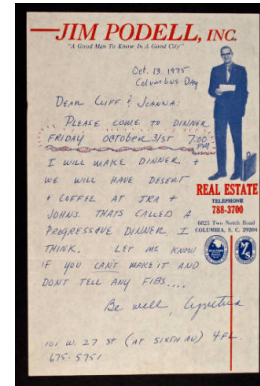 JIM PODELL, INC.
"A Good Man To Know In A Good City"
Oct. 13. 1975
Columbus Day
DEAR CLIFF & JOANNA:
PLEASE COME TO DINNER
FRIDAY OCTOBER 31ST 7:00
PM
I WILL MAKE DINNER +
WE WILL HAVE DESERT
+ COFFEE AT IRA +
JOHNS. THATS CALLED A
PROGRESSIVE DINNER I
THINK. LET ME KNOW
IF YOU CAN'T MAKE IT AND
DONT TELL ANY FIBS....
Be well,
REAL ESTATE
TELEPHONE
788-3700
6025 Two Notch Road
COLUMBIA, S. C. 29204
101 W. 27 ST (AT SIXTH AV) 4FL.
675-5751